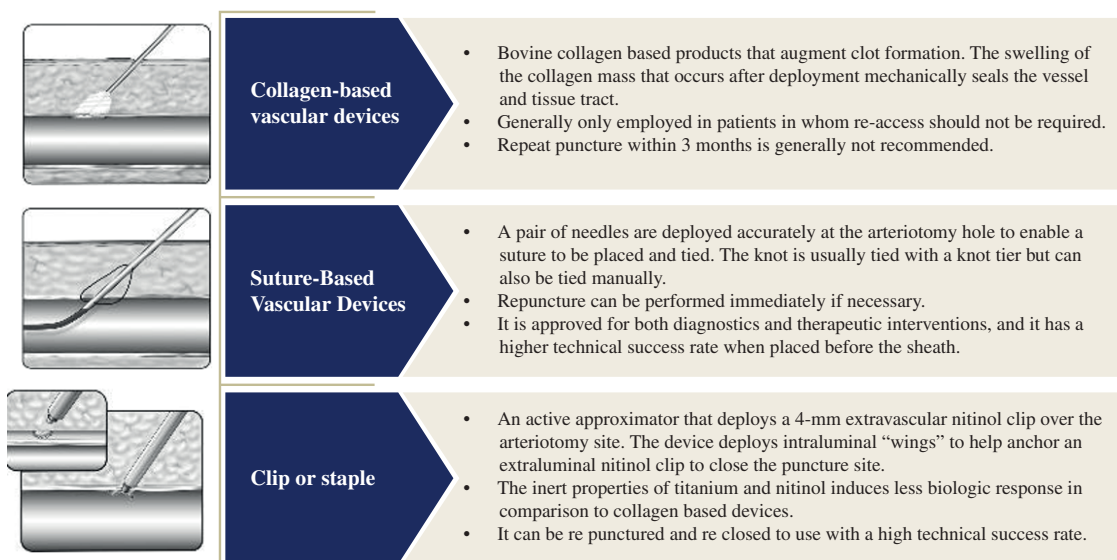 Collagen-based
vascular devices
• Bovine collagen based products that augment clot formation. The swelling of
the collagen mass that occurs after deployment mechanically seals the vessel
and tissue tract.
• Generally only employed in patients in whom re-access should not be required.
• Repeat puncture within 3 months is generally not recommended.
Suture-Based
Vascular Devices
• A pair of needles are deployed accurately at the arteriotomy hole to enable a
suture to be placed and tied. The knot is usually tied with a knot tier but can
also be tied manually.
• Repuncture can be performed immediately if necessary.
• It is approved for both diagnostics and therapeutic interventions, and it has a
higher technical success rate when placed before the sheath.
Clip or staple
• An active approximator that deploys a 4-mm extravascular nitinol clip over the
arteriotomy site. The device deploys intraluminal “wings” to help anchor an
extraluminal nitinol clip to close the puncture site.
• The inert properties of titanium and nitinol induces less biologic response in
comparison to collagen based devices.
• It can be re punctured and re closed to use with a high technical success rate.